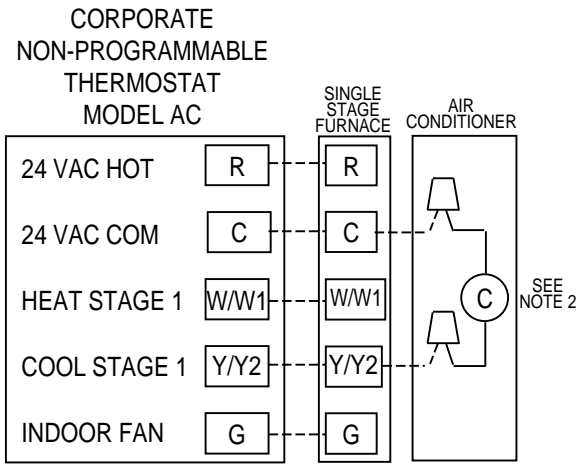 CORPORATE
NON-PROGRAMMABLE
THERMOSTAT
MODEL AC
SINGLE
STAGE
FURNACE
AIR
CONDITIONER
24 VAC HOT R R
24 VAC COM C C
HEAT STAGE 1 W/W1 W/W1 C SEE
NOTE 2
COOL STAGE 1 Y/Y2 Y/Y2
INDOOR FAN G G